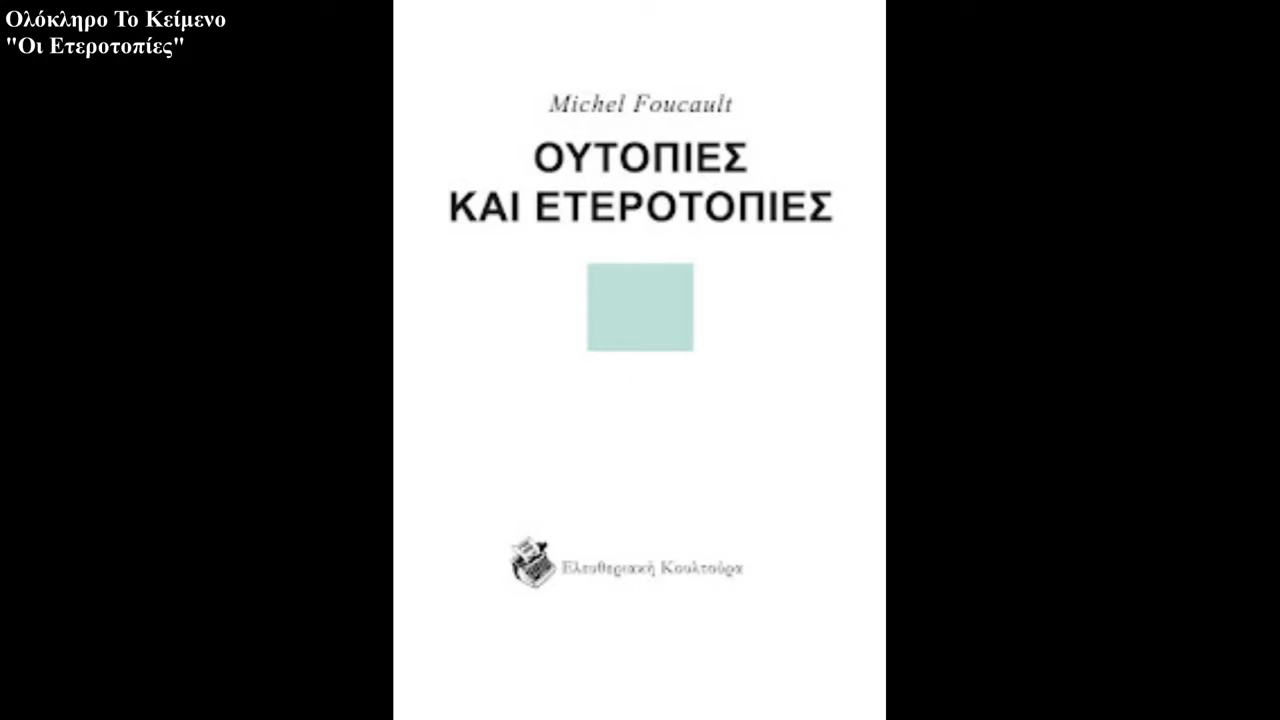 Ολόκληρο Το Κείμενο
"Οι Ετεροτοπίες"
Michel Foucault
ΟΥΤΟΠΙΕΣ
ΚΑΙ ΕΤΕΡΟΤΟΠΙΕΣ
Ελευθεριακή Κουλτούρα